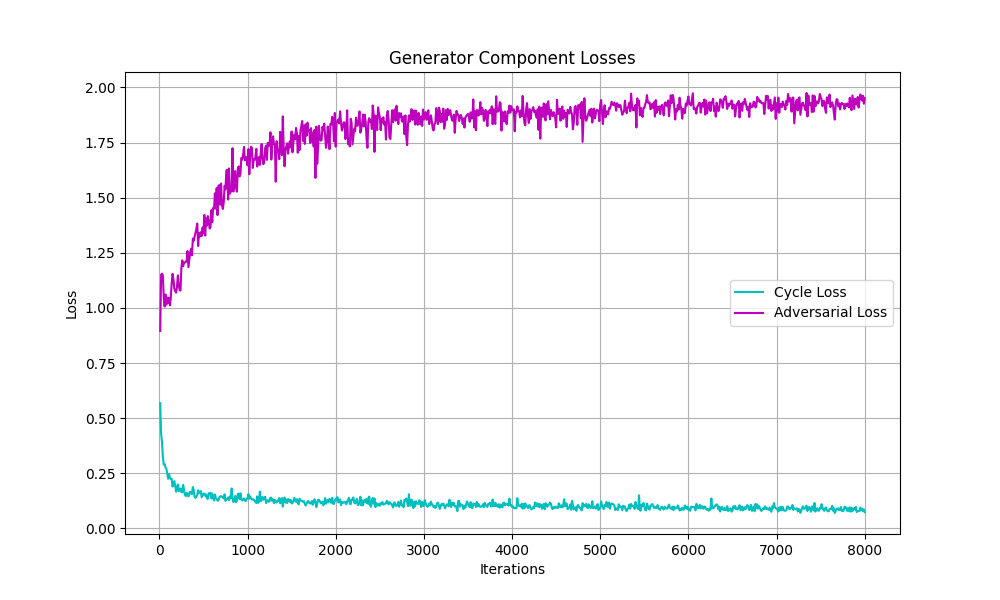 Generator Component Losses
2.00
1.75
1.50
1.25
1.00
0.75
0.50
0.25
0.00
Loss
Cycle Loss
Adversarial Loss
0 1000 2000 3000 4000 5000 6000 7000 8000
Iterations